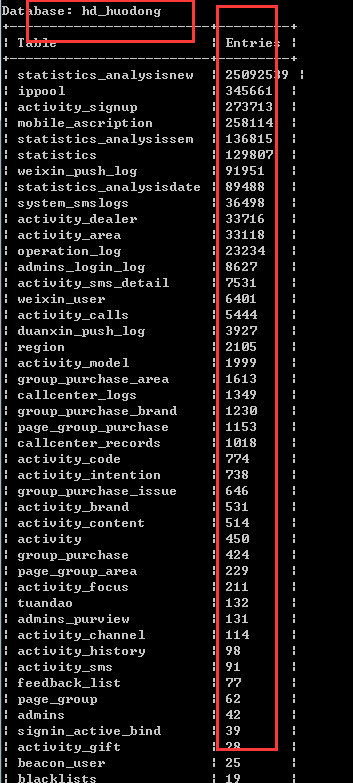 Database: hd_huodong
+----------------------+----------+
| Table | Entries |
+----------------------+----------+
| statistics_analysisnew | 25092539 |
| ippool | 345661 |
| activity_signup | 273713 |
| mobile_ascription | 258114 |
| statistics_analysissem | 136815 |
| statistics | 129807 |
| weixin_push_log | 91951 |
| statistics_analysisdate | 89488 |
| system_smslogs | 36498 |
| activity_dealer | 33716 |
| activity_area | 33118 |
| operation_log | 23234 |
| admins_login_log | 8627 |
| activity_sms_detail | 7531 |
| weixin_user | 6401 |
| activity_calls | 5444 |
| duanxin_push_log | 3927 |
| region | 2105 |
| activity_model | 1999 |
| group_purchase_area | 1613 |
| callcenter_logs | 1349 |
| group_purchase_brand | 1230 |
| page_group_purchase | 1153 |
| callcenter_records | 1018 |
| activity_code | 774 |
| activity_intention | 738 |
| group_purchase_issue | 646 |
| activity_brand | 531 |
| activity_content | 514 |
| activity | 450 |
| group_purchase | 424 |
| page_group_area | 229 |
| activity_focus | 211 |
| tuandao | 132 |
| admins_purview | 131 |
| activity_channel | 114 |
| activity_history | 98 |
| activity_sms | 91 |
| feedback_list | 77 |
| page_group | 62 |
| admins | 42 |
| signin_active_bind | 39 |
| activity_gift | 28 |
| beacon_user | 25 |
| blacklists | 19 |